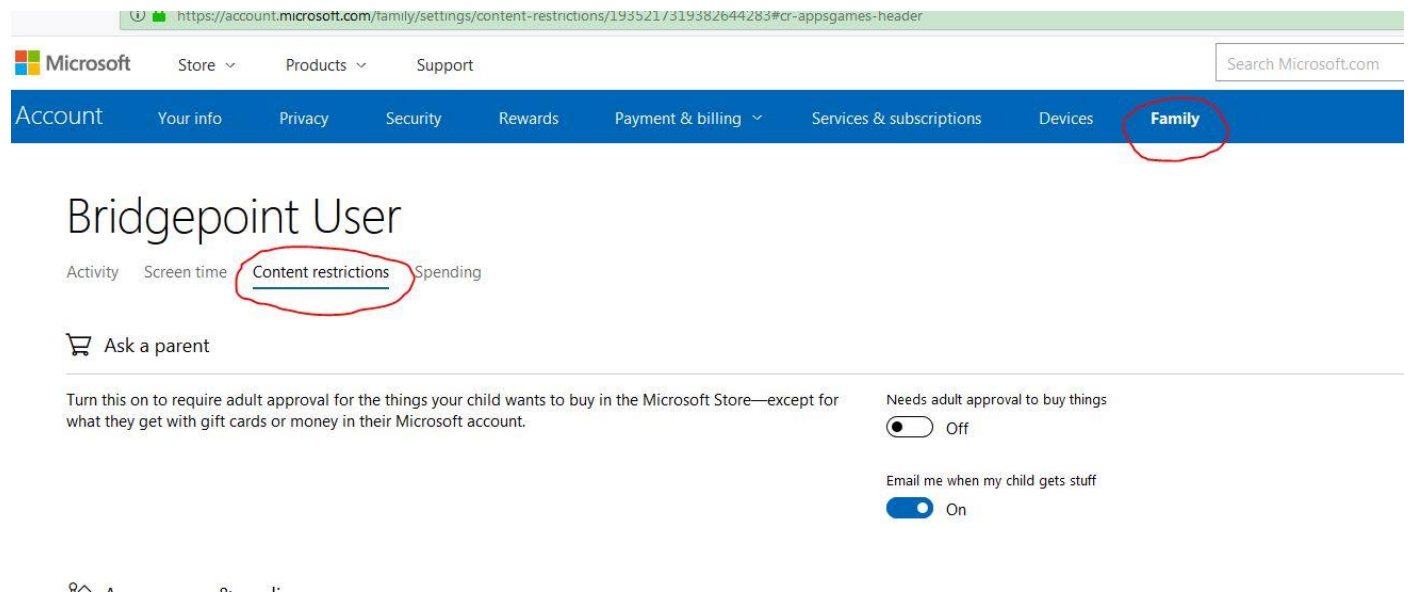 https://account.microsoft.com/family/settings/content-restrictions/1935217319382644283#cr-appsgames-header
Microsoft Store Products Support Search Microsoft.com
Account Your info Privacy Security Rewards Payment & billing Services & subscriptions Devices Family
Bridgepoint User
Activity Screen time Content restrictions Spending
Ask a parent
Turn this on to require adult approval for the things your child wants to buy in the Microsoft Store—except for
what they get with gift cards or money in their Microsoft account.
Needs adult approval to buy things
Off
Email me when my child gets stuff
On